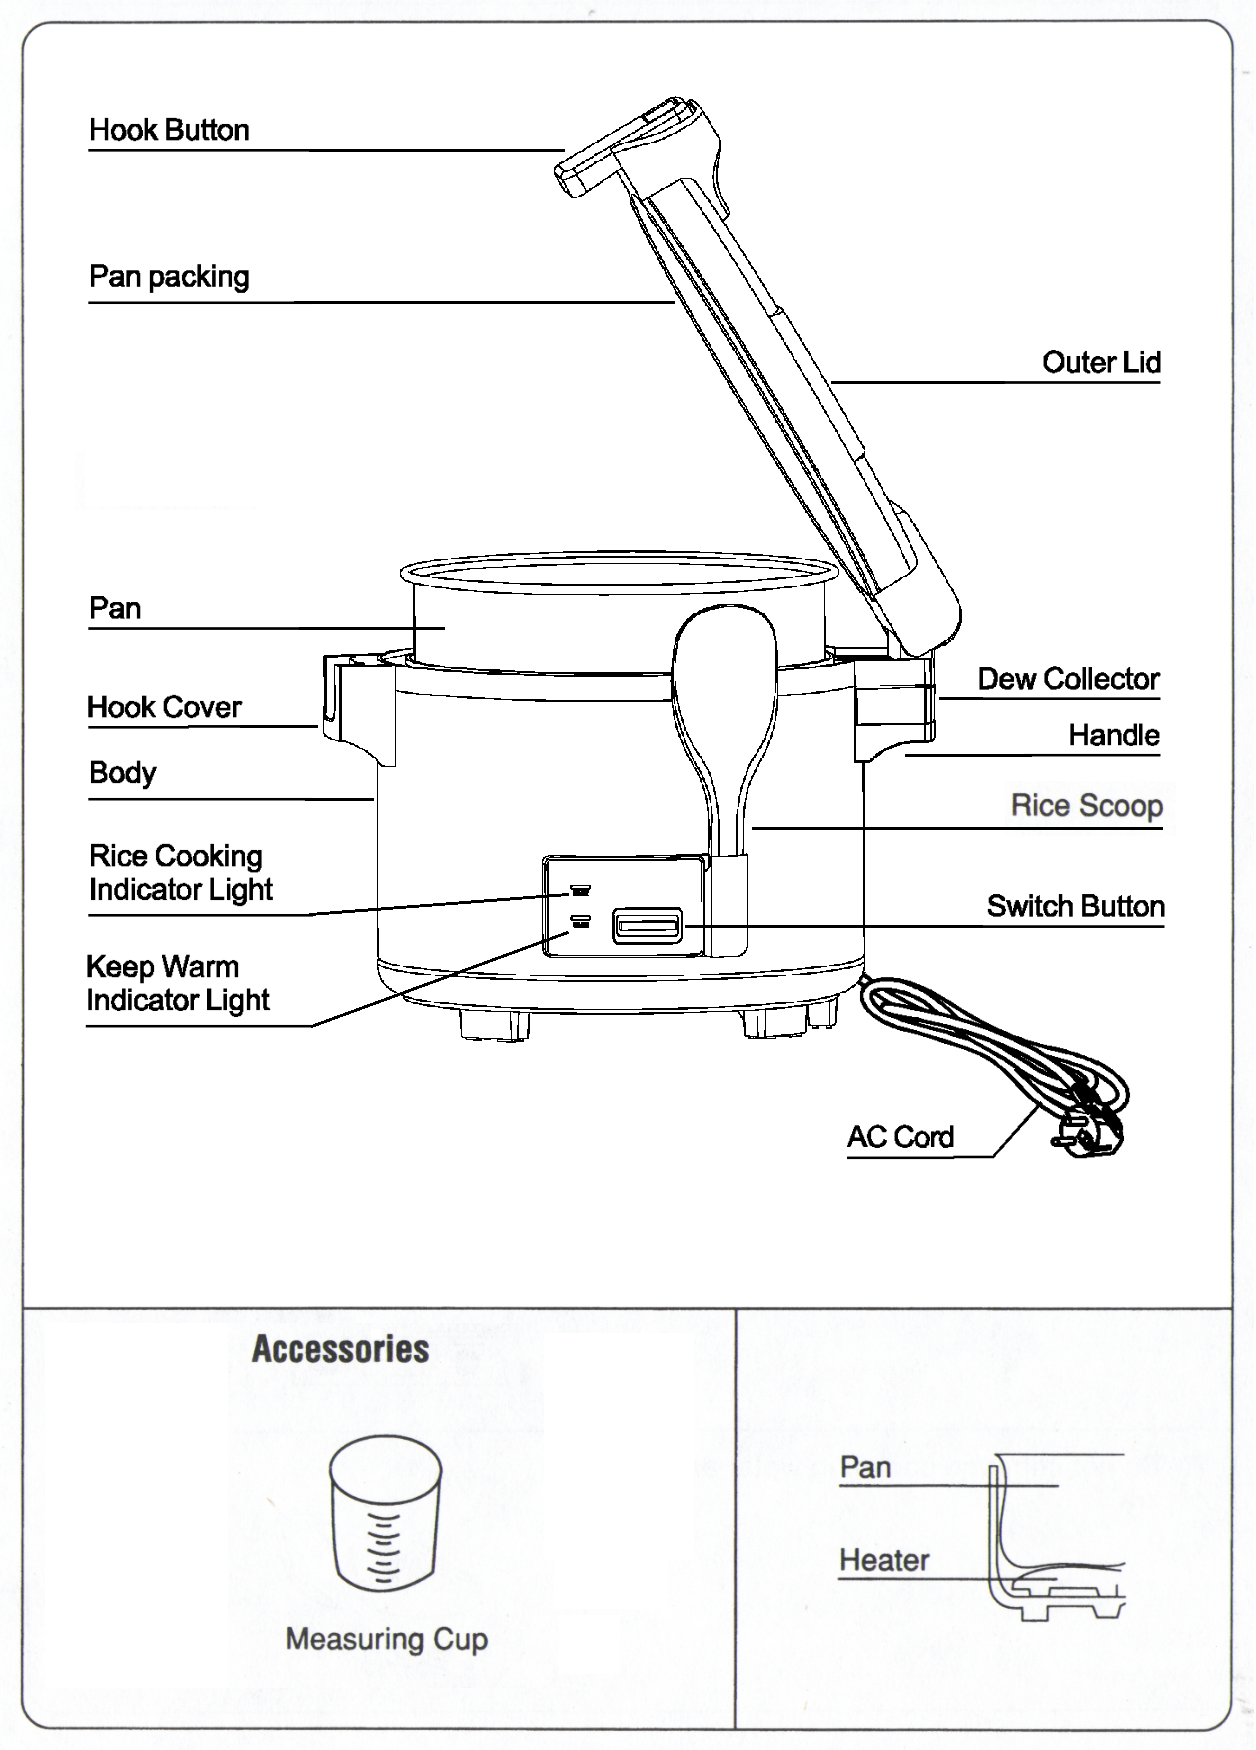 Hook Button
Pan packing
Outer Lid
Pan
Dew Collector
Hook Cover
Handle
Body
Rice Scoop
Rice Cooking
Indicator Light
Switch Button
Keep Warm
Indicator Light
AC Cord
Accessories
Measuring Cup
Pan
Heater